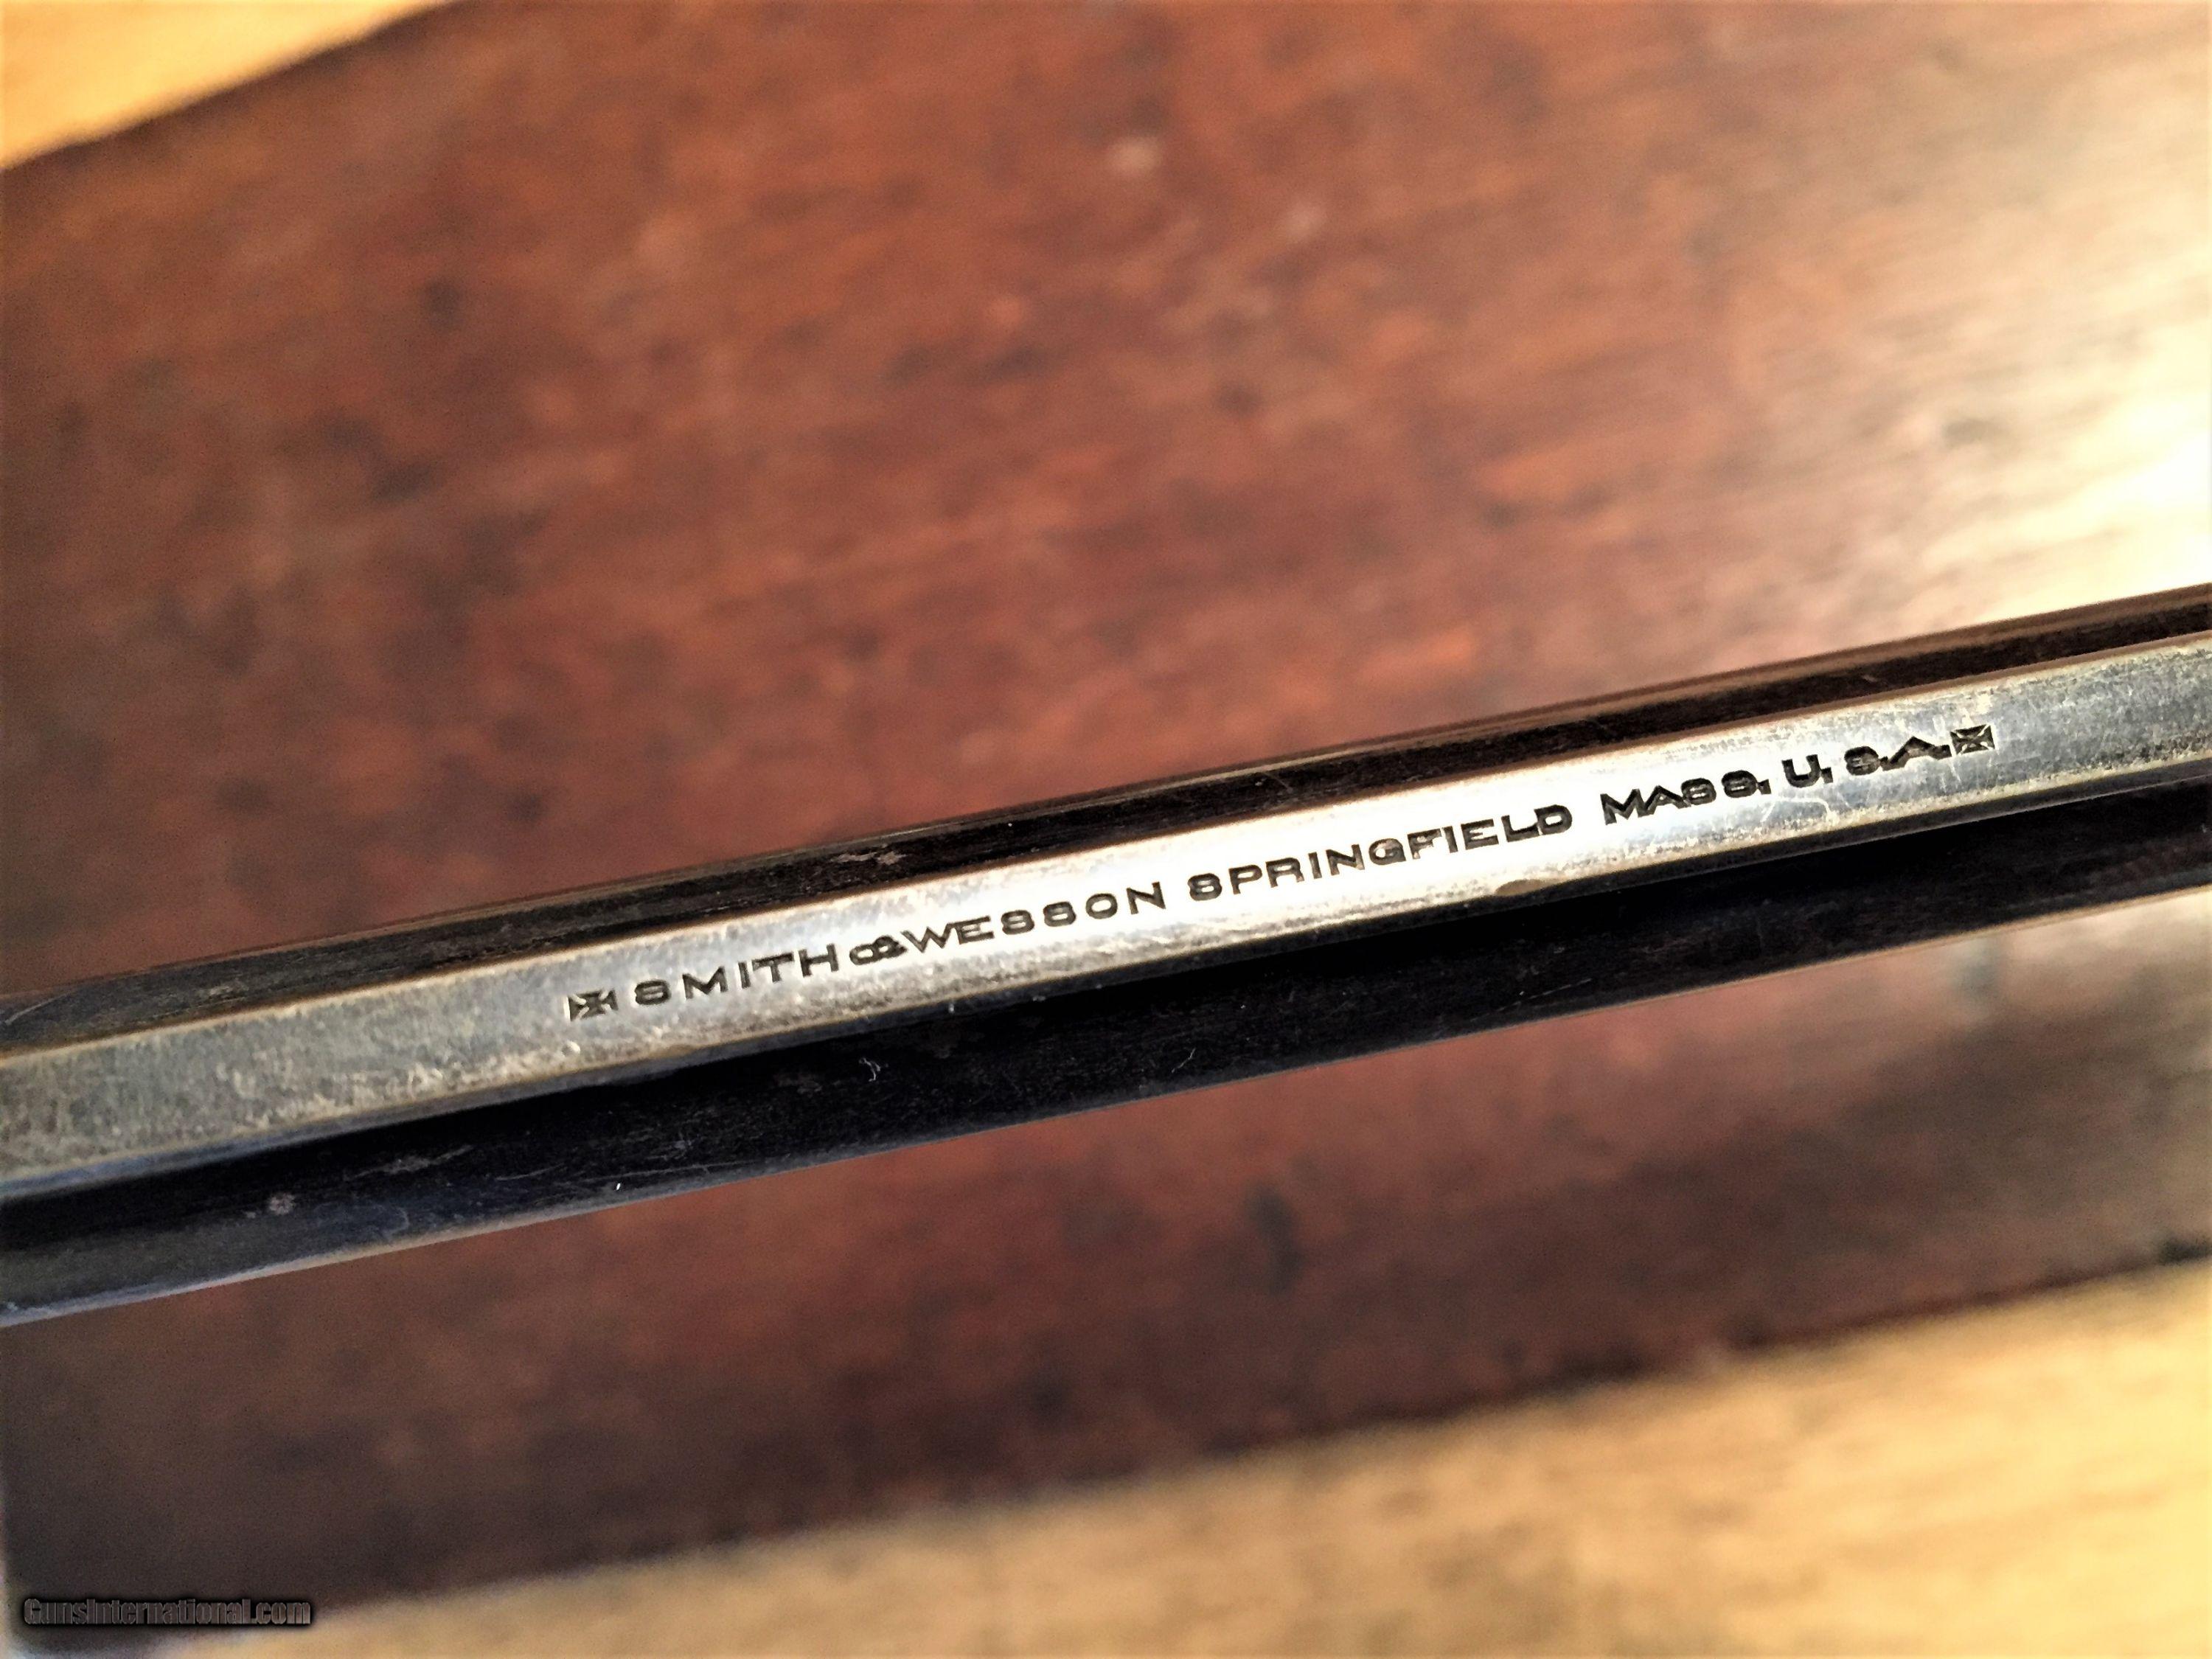 ✠ SMITH & WESSON SPRINGFIELD MASS. U.S.A. ✠
GunsInternational.com